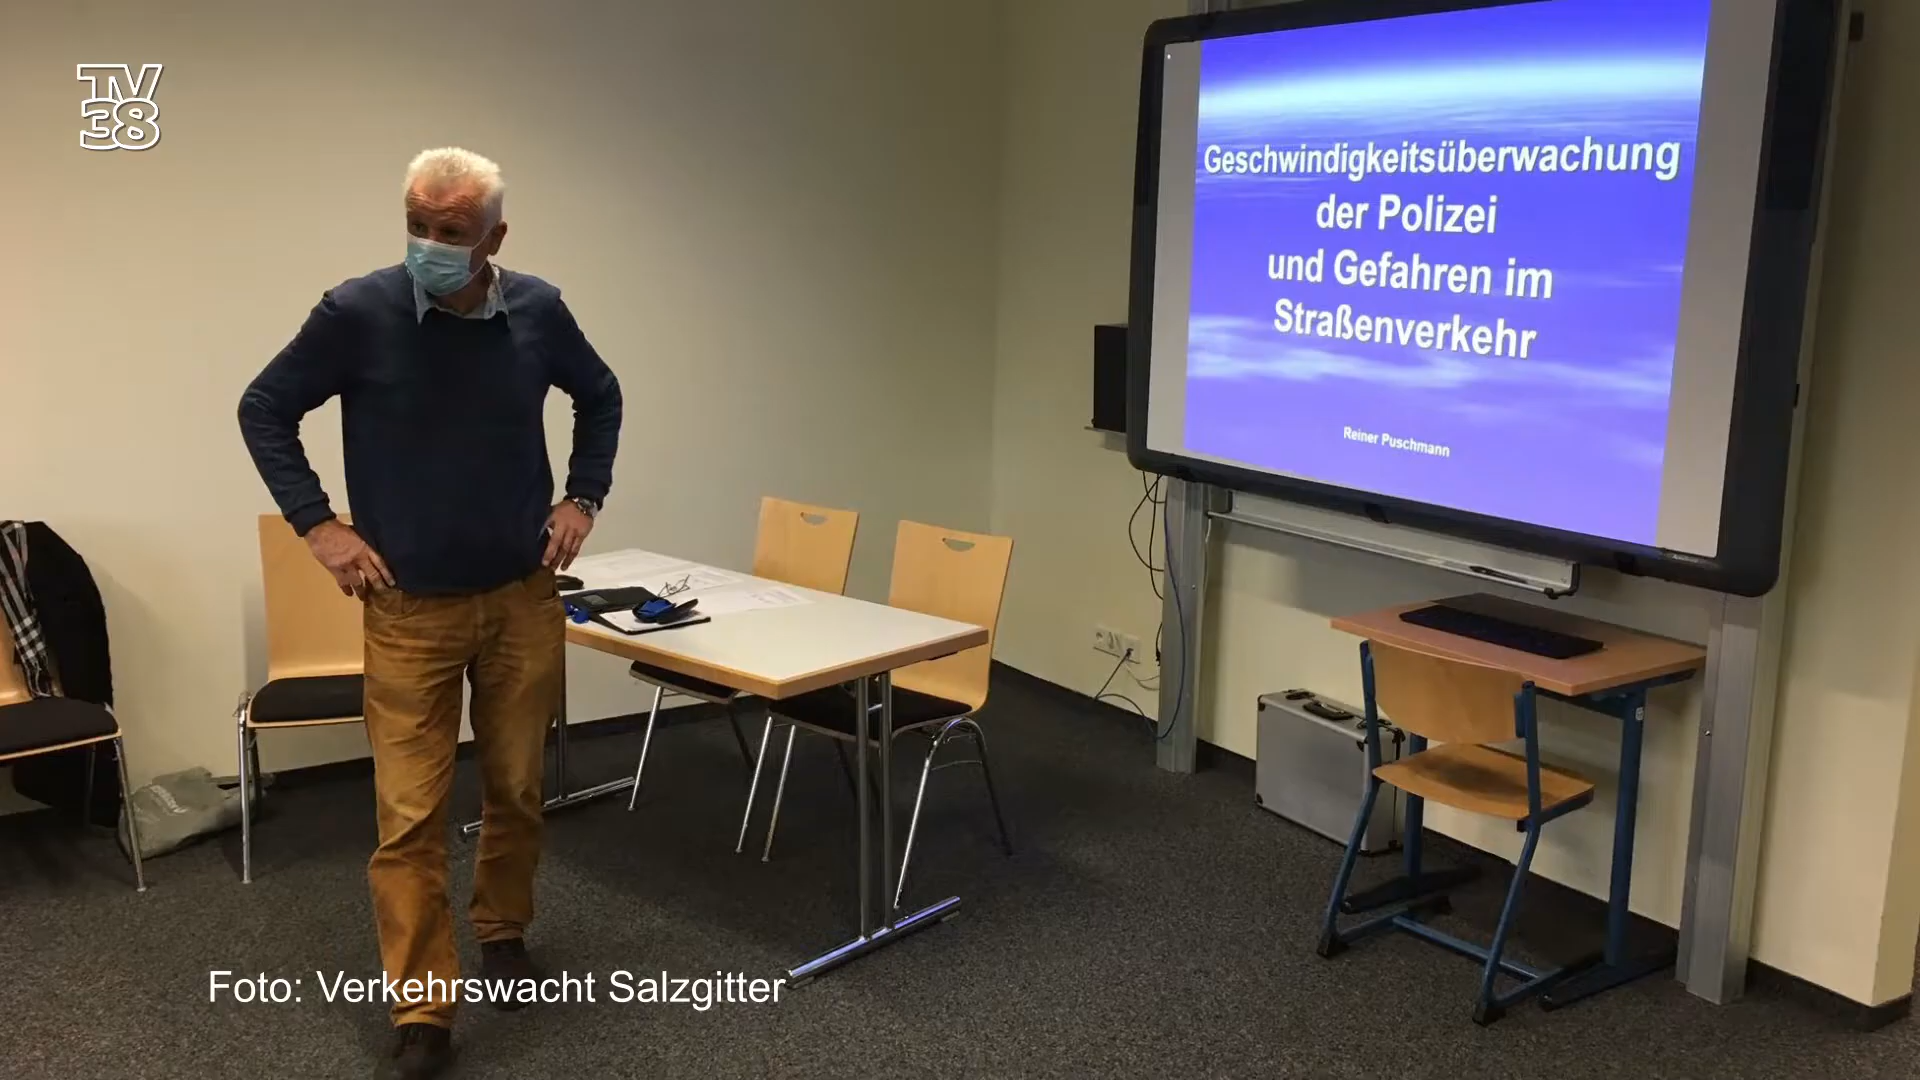 TV
38
Geschwindigkeitsüberwachung
der Polizei
und Gefahren im
Straßenverkehr
Reiner Puschmann
Foto: Verkehrswacht Salzgitter